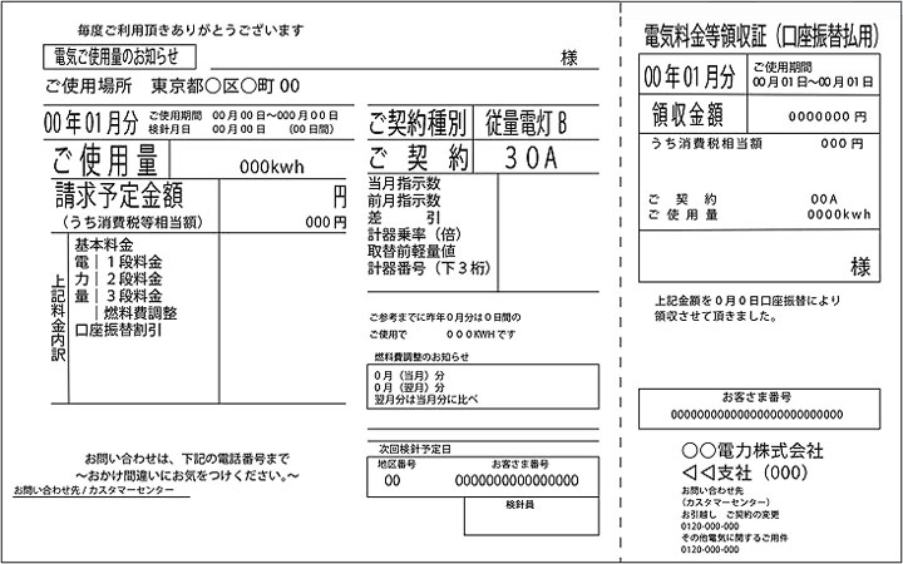 毎度ご利用頂きありがとうございます
電気ご使用量のお知らせ
様
ご使用場所 東京都〇区〇町00
00年01月分 ご使用期間 00月00日〜000月00日
検針月日 00月00日 (00日間)
ご使用量 000kwh
請求予定金額 円
(うち消費税等相当額) 000円
上記料金内訳
基本料金
電|1段料金
力|2段料金
量|3段料金
|燃料費調整
口座振替割引
お問い合わせは、下記の電話番号まで
〜おかけ間違いにお気をつけください。〜
お問い合わせ先/カスタマーセンター
ご契約種別 従量電灯B
ご契約 30A
当月指示数
前月指示数
差引
計器乗率(倍)
取替前軽量値
計器番号(下3桁)
ご参考までに昨年0月分は0日間の
ご使用で 000KWHです
燃料費調整のお知らせ
0月(当月)分
0月(翌月)分
翌月分は当月分に比べ
次回検針予定日
地区番号 お客さま番号
00 0000000000000000
検針員
電気料金等領収証(口座振替払用)
00年01月分 ご使用期間
00月01日〜00月01日
領収金額 0000000円
うち消費税相当額 000円
ご契約 00A
ご使用量 0000kwh
様
上記金額を0月0日口座振替により
領収させて頂きました。
お客さま番号
0000000000000000000000000
〇〇電力株式会社
◁◁支社(000)
お問い合わせ先
(カスタマーセンター)
お引越し ご契約の変更
0120-000-000
その他電気に関するご用件
0120-000-000